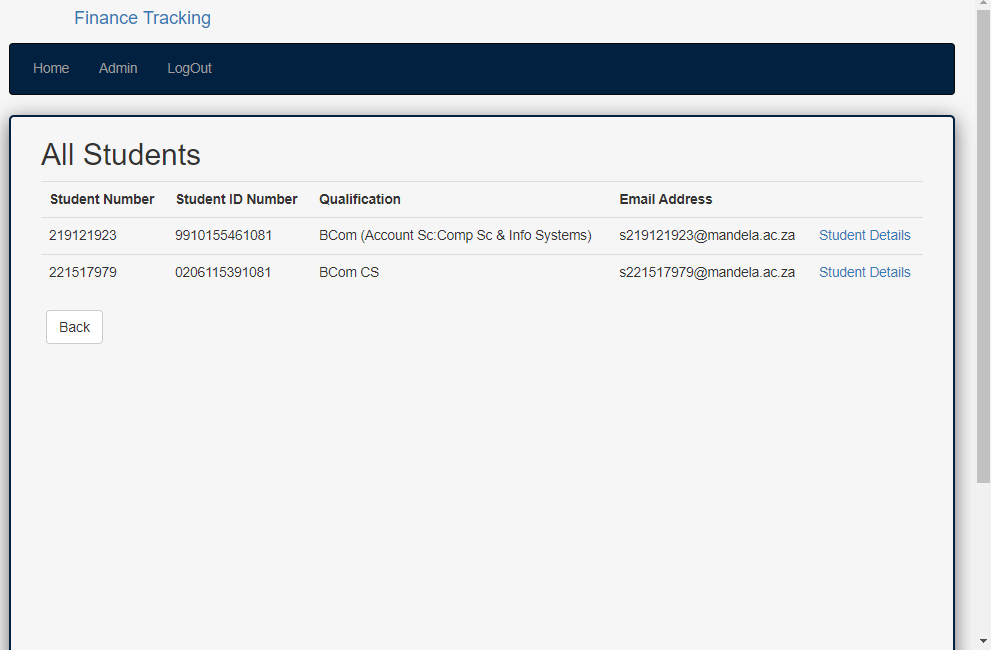 Finance Tracking
Home Admin LogOut
All Students
Student Number Student ID Number Qualification Email Address
219121923 9910155461081 BCom (Account Sc:Comp Sc & Info Systems) s219121923@mandela.ac.za Student Details
221517979 0206115391081 BCom CS s221517979@mandela.ac.za Student Details
Back